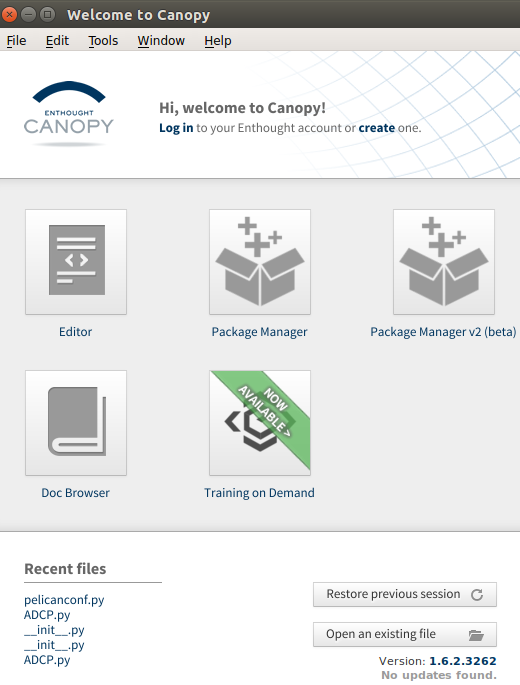 Welcome to Canopy
File Edit Tools Window Help
ENTHOUGHT
CANOPY
Hi, welcome to Canopy!
Log in to your Enthought account or create one.
Editor
Package Manager
Package Manager v2 (beta)
NOW
AVAILABLE >
Doc Browser
Training on Demand
Recent files
pelicanconf.py
ADCP.py
__init__.py
__init__.py
ADCP.py
Restore previous session
Open an existing file
Version: 1.6.2.3262
No updates found.